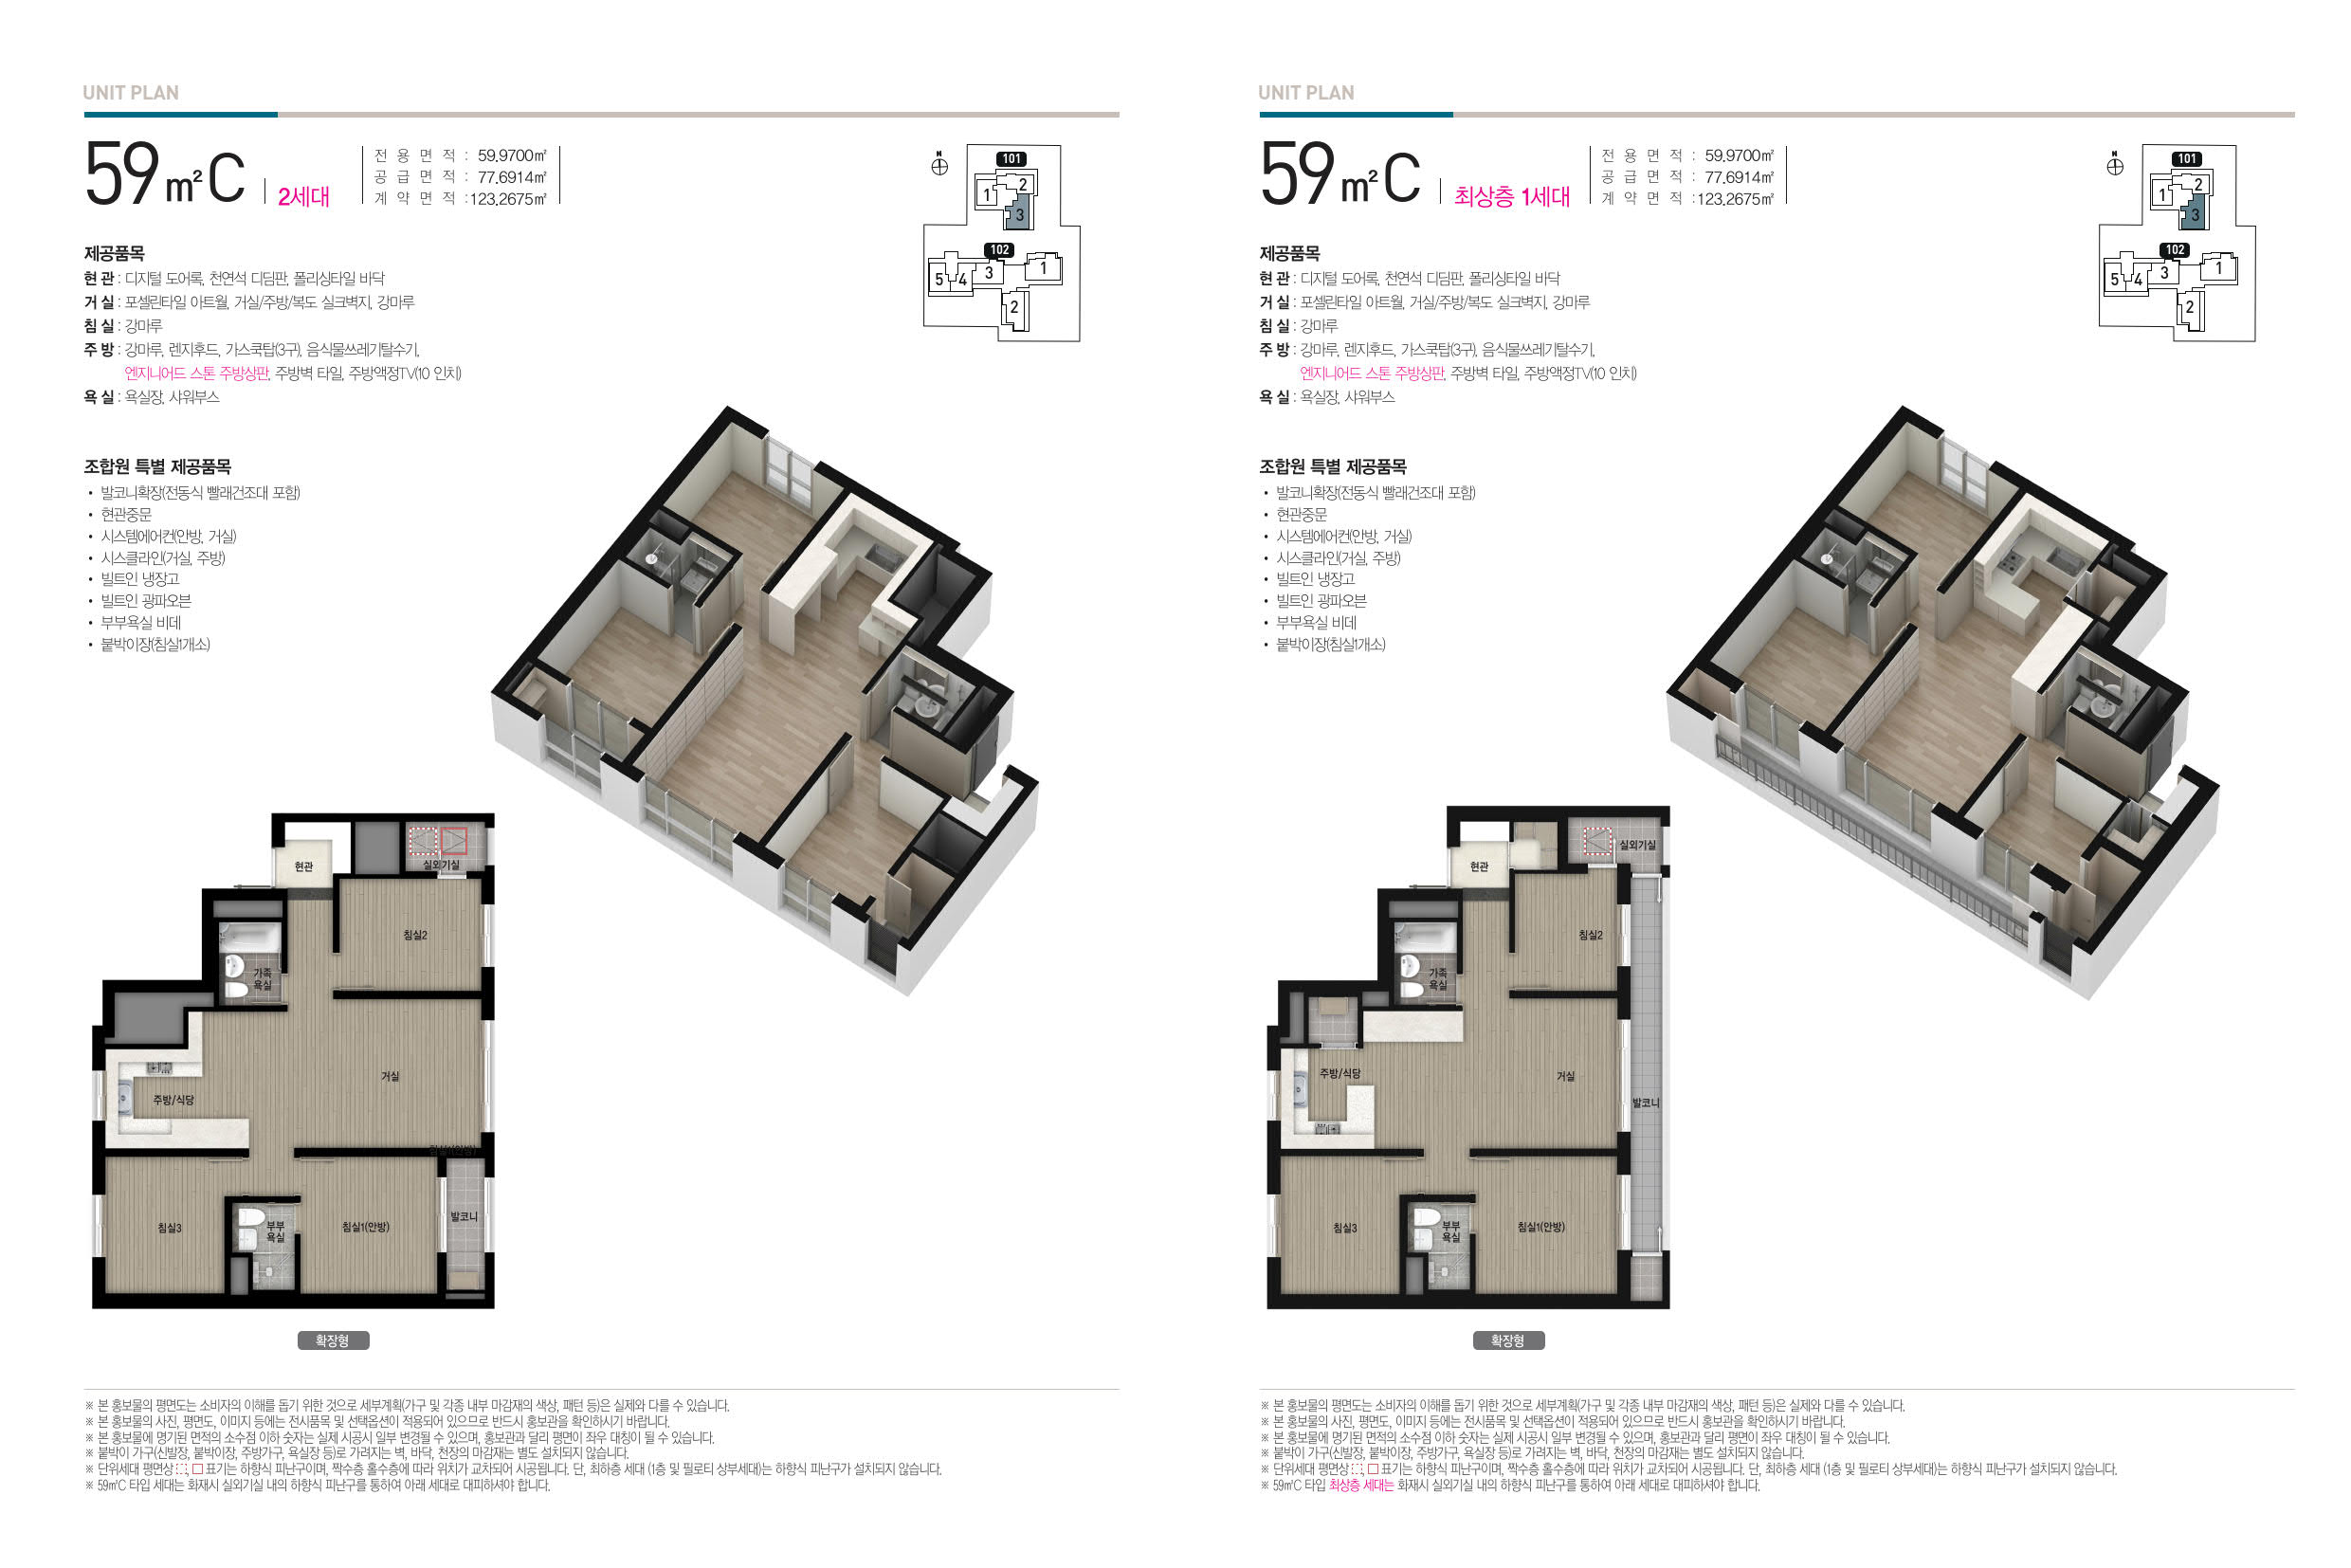 UNIT PLAN
59㎡C | 2세대
전 용 면 적 : 59.9700㎡
공 급 면 적 : 77.6914㎡
계 약 면 적 : 123.2675㎡
N
101
1
2
3
102
5
4
3
1
2
제공품목
현 관 : 디지털 도어록, 천연석 디딤판, 폴리싱타일 바닥
거 실 : 포셀린타일 아트월, 거실/주방/복도 실크벽지, 강마루
침 실 : 강마루
주 방 : 강마루, 렌지후드, 가스쿡탑(3구), 음식물쓰레기탈수기,
엔지니어드 스톤 주방상판, 주방벽 타일, 주방액정TV(10 인치)
욕 실 : 욕실장, 샤워부스
조합원 특별 제공품목
• 발코니확장(전동식 빨래건조대 포함)
• 현관중문
• 시스템에어컨(안방, 거실)
• 시스클라인(거실, 주방)
• 빌트인 냉장고
• 빌트인 광파오븐
• 부부욕실 비데
• 붙박이장(침실1개소)
현관
실외기실
침실2
가족
욕실
거실
주방/식당
침실1(안방)
발코니
침실3
부부
욕실
침실1(안방)
확장형
※ 본 홍보물의 평면도는 소비자의 이해를 돕기 위한 것으로 세부계획(가구 및 각종 내부 마감재의 색상, 패턴 등)은 실제와 다를 수 있습니다.
※ 본 홍보물의 사진, 평면도, 이미지 등에는 전시품목 및 선택옵션이 적용되어 있으므로 반드시 홍보관을 확인하시기 바랍니다.
※ 본 홍보물에 명기된 면적의 소수점 이하 숫자는 실제 시공시 일부 변경될 수 있으며, 홍보관과 달리 평면이 좌우 대칭이 될 수 있습니다.
※ 붙박이 가구(신발장, 붙박이장, 주방가구, 욕실장 등)로 가려지는 벽, 바닥, 천장의 마감재는 별도 설치되지 않습니다.
※ 단위세대 평면상 ⬚, □ 표기는 하향식 피난구이며, 짝수층 홀수층에 따라 위치가 교차되어 시공됩니다. 단, 최하층 세대 (1층 및 필로티 상부세대)는 하향식 피난구가 설치되지 않습니다.
※ 59㎡C 타입 세대는 화재시 실외기실 내의 하향식 피난구를 통하여 아래 세대로 대피하셔야 합니다.
UNIT PLAN
59㎡C | 최상층 1세대
전 용 면 적 : 59.9700㎡
공 급 면 적 : 77.6914㎡
계 약 면 적 : 123.2675㎡
N
101
1
2
3
102
5
4
3
1
2
제공품목
현 관 : 디지털 도어록, 천연석 디딤판, 폴리싱타일 바닥
거 실 : 포셀린타일 아트월, 거실/주방/복도 실크벽지, 강마루
침 실 : 강마루
주 방 : 강마루, 렌지후드, 가스쿡탑(3구), 음식물쓰레기탈수기,
엔지니어드 스톤 주방상판, 주방벽 타일, 주방액정TV(10 인치)
욕 실 : 욕실장, 샤워부스
조합원 특별 제공품목
• 발코니확장(전동식 빨래건조대 포함)
• 현관중문
• 시스템에어컨(안방, 거실)
• 시스클라인(거실, 주방)
• 빌트인 냉장고
• 빌트인 광파오븐
• 부부욕실 비데
• 붙박이장(침실1개소)
현관
실외기실
침실2
가족
욕실
주방/식당
거실
발코니
침실3
부부
욕실
침실1(안방)
확장형
※ 본 홍보물의 평면도는 소비자의 이해를 돕기 위한 것으로 세부계획(가구 및 각종 내부 마감재의 색상, 패턴 등)은 실제와 다를 수 있습니다.
※ 본 홍보물의 사진, 평면도, 이미지 등에는 전시품목 및 선택옵션이 적용되어 있으므로 반드시 홍보관을 확인하시기 바랍니다.
※ 본 홍보물에 명기된 면적의 소수점 이하 숫자는 실제 시공시 일부 변경될 수 있으며, 홍보관과 달리 평면이 좌우 대칭이 될 수 있습니다.
※ 붙박이 가구(신발장, 붙박이장, 주방가구, 욕실장 등)로 가려지는 벽, 바닥, 천장의 마감재는 별도 설치되지 않습니다.
※ 단위세대 평면상 ⬚, □ 표기는 하향식 피난구이며, 짝수층 홀수층에 따라 위치가 교차되어 시공됩니다. 단, 최하층 세대 (1층 및 필로티 상부세대)는 하향식 피난구가 설치되지 않습니다.
※ 59㎡C 타입 최상층 세대는 화재시 실외기실 내의 하향식 피난구를 통하여 아래 세대로 대피하셔야 합니다.